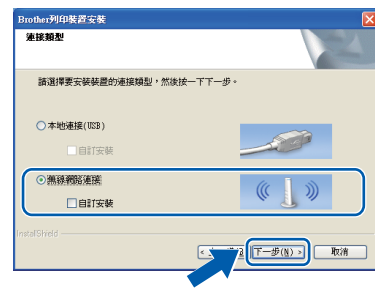 Brother列印裝置安裝
連接類型
請選擇要安裝裝置的連接類型，然後按一下下一步。
本地連接(USB)
自訂安裝
無線網路連接
自訂安裝
InstallShield
下一步(N) >
取消